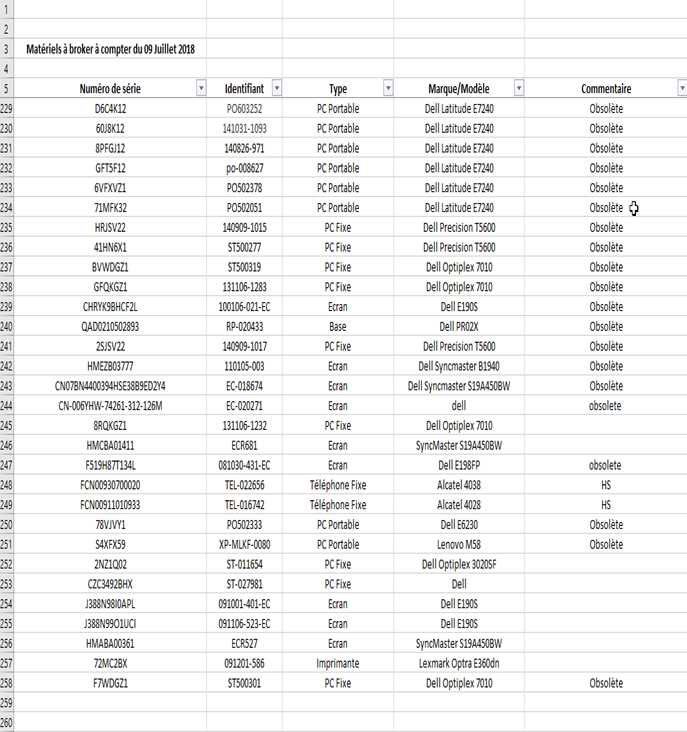 1
2
3 Matériels à broker à compter du 09 Juillet 2018
4
5 Numéro de série Identifiant Type Marque/Modèle Commentaire
229 D6C4K12 PO603252 PC Portable Dell Latitude E7240 Obsolète
230 60J8K12 141031-1093 PC Portable Dell Latitude E7240 Obsolète
231 8PFGJ12 140826-971 PC Portable Dell Latitude E7240 Obsolète
232 GFT5F12 po-008627 PC Portable Dell Latitude E7240 Obsolète
233 6VFXVZ1 PO502378 PC Portable Dell Latitude E7240 Obsolète
234 71MFK32 PO502051 PC Portable Dell Latitude E7240 Obsolète
235 HRJSV22 140909-1015 PC Fixe Dell Precision T5600 Obsolète
236 41HN6X1 ST500277 PC Fixe Dell Precision T5600 Obsolète
237 BVWDGZ1 ST500319 PC Fixe Dell Optiplex 7010 Obsolète
238 GFQKGZ1 131106-1283 PC Fixe Dell Optiplex 7010 Obsolète
239 CHRYK9BHCF2L 100106-021-EC Ecran Dell E190S Obsolète
240 QAD0210502893 RP-020433 Base Dell PR02X Obsolète
241 2SJSV22 140909-1017 PC Fixe Dell Precision T5600 Obsolète
242 HMEZB03777 110105-003 Ecran Dell Syncmaster B1940 Obsolète
243 CN07BN4400394HSE38B9ED2Y4 EC-018674 Ecran Dell Syncmaster S19A450BW Obsolète
244 CN-006YHW-74261-312-126M EC-020271 Ecran dell obsolete
245 8RQKGZ1 131106-1232 PC Fixe Dell Optiplex 7010
246 HMCBA01411 ECR681 Ecran SyncMaster S19A450BW
247 F519H87T134L 081030-431-EC Ecran Dell E198FP obsolete
248 FCN00930700020 TEL-022656 Téléphone Fixe Alcatel 4038 HS
249 FCN00911010933 TEL-016742 Téléphone Fixe Alcatel 4028 HS
250 78VJVY1 PO502333 PC Portable Dell E6230 Obsolète
251 S4XFX59 XP-MLKF-0080 PC Portable Lenovo M58 Obsolète
252 2NZ1Q02 ST-011654 PC Fixe Dell Optiplex 3020SF
253 CZC3492BHX ST-027981 PC Fixe Dell
254 J388N98I0APL 091001-401-EC Ecran Dell E190S
255 J388N99O1UCI 091106-523-EC Ecran Dell E190S
256 HMABA00361 ECR527 Ecran SyncMaster S19A450BW
257 72MC2BX 091201-586 Imprimante Lexmark Optra E360dn
258 F7WDGZ1 ST500301 PC Fixe Dell Optiplex 7010 Obsolète
259
260